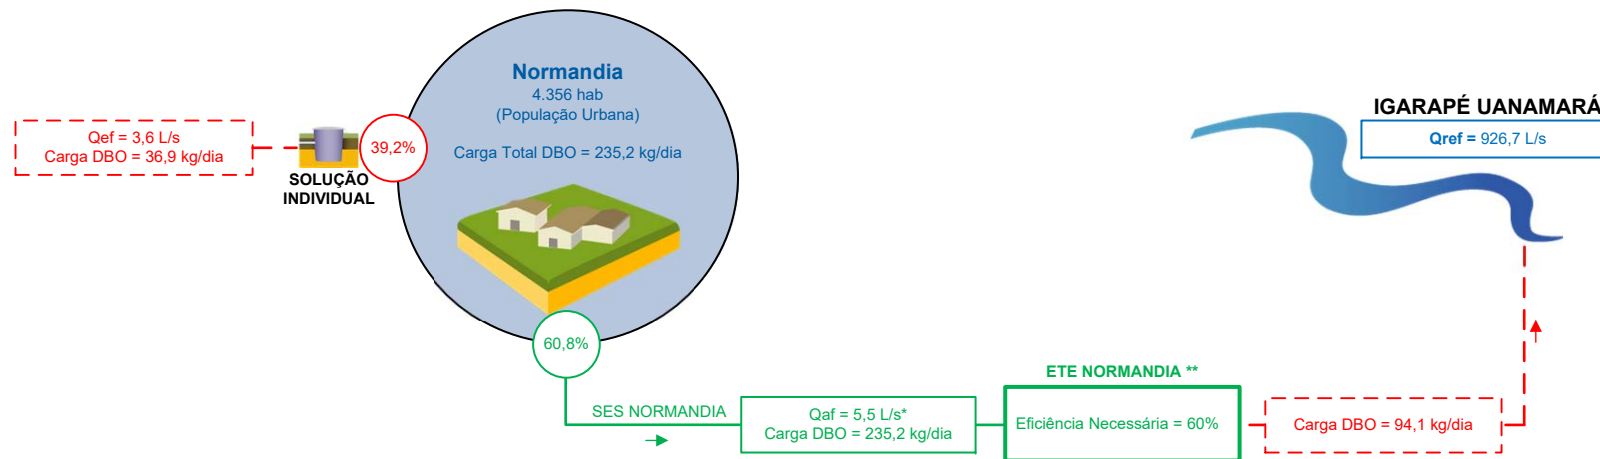 Normandia
4.356 hab
(População Urbana)
Carga Total DBO = 235,2 kg/dia
Qef = 3,6 L/s
Carga DBO = 36,9 kg/dia
39,2%
SOLUÇÃO
INDIVIDUAL
IGARAPÉ UANAMARÁ
Qref = 926,7 L/s
60,8%
SES NORMANDIA
Qaf = 5,5 L/s*
Carga DBO = 235,2 kg/dia
ETE NORMANDIA **
Eficiência Necessária = 60%
Carga DBO = 94,1 kg/dia